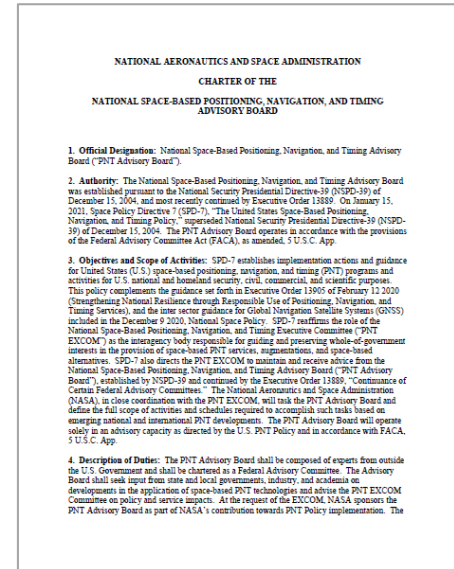 NATIONAL AERONAUTICS AND SPACE ADMINISTRATION
CHARTER OF THE
NATIONAL SPACE-BASED POSITIONING, NAVIGATION, AND TIMING
ADVISORY BOARD
1. Official Designation: National Space-Based Positioning, Navigation, and Timing Advisory
Board ("PNT Advisory Board").
2. Authority: The National Space-Based Positioning, Navigation, and Timing Advisory Board
was established pursuant to the National Security Presidential Directive-39 (NSPD-39) of
December 15, 2004, and most recently continued by Executive Order 13889. On January 15,
2021, Space Policy Directive 7 (SPD-7), "The United States Space-Based Positioning,
Navigation, and Timing Policy," superseded National Security Presidential Directive-39 (NSPD-
39) of December 15, 2004. The PNT Advisory Board operates in accordance with the provisions
of the Federal Advisory Committee Act (FACA), as amended, 5 U.S.C. App.
3. Objectives and Scope of Activities: SPD-7 establishes implementation actions and guidance
for United States (U.S.) space-based positioning, navigation, and timing (PNT) programs and
activities for U.S. national and homeland security, civil, commercial, and scientific purposes.
This policy complements the guidance set forth in Executive Order 13905 of February 12 2020
(Strengthening National Resilience through Responsible Use of Positioning, Navigation, and
Timing Services), and the inter sector guidance for Global Navigation Satellite Systems (GNSS)
included in the December 9 2020, National Space Policy. SPD-7 reaffirms the role of the
National Space-Based Positioning, Navigation, and Timing Executive Committee ("PNT
EXCOM") as the interagency body responsible for guiding and preserving whole-of-government
interests in the provision of space-based PNT services, augmentations, and space-based
alternatives. SPD-7 also directs the PNT EXCOM to maintain and receive advice from the
National Space-Based Positioning, Navigation, and Timing Advisory Board ("PNT Advisory
Board"), established by NSPD-39 and continued by the Executive Order 13889, "Continuance of
Certain Federal Advisory Committees." The National Aeronautics and Space Administration
(NASA), in close coordination with the PNT EXCOM, will task the PNT Advisory Board and
define the full scope of activities and schedules required to accomplish such tasks based on
emerging national and international PNT developments. The PNT Advisory Board will operate
solely in an advisory capacity as directed by the U.S. PNT Policy and in accordance with FACA,
5 U.S.C. App.
4. Description of Duties: The PNT Advisory Board shall be composed of experts from outside
the U.S. Government and shall be chartered as a Federal Advisory Committee. The Advisory
Board shall seek input from state and local governments, industry, and academia on
developments in the application of space-based PNT technologies and advise the PNT EXCOM
Committee on policy and service impacts. At the request of the EXCOM, NASA sponsors the
PNT Advisory Board as part of NASA's contribution towards PNT Policy implementation. The